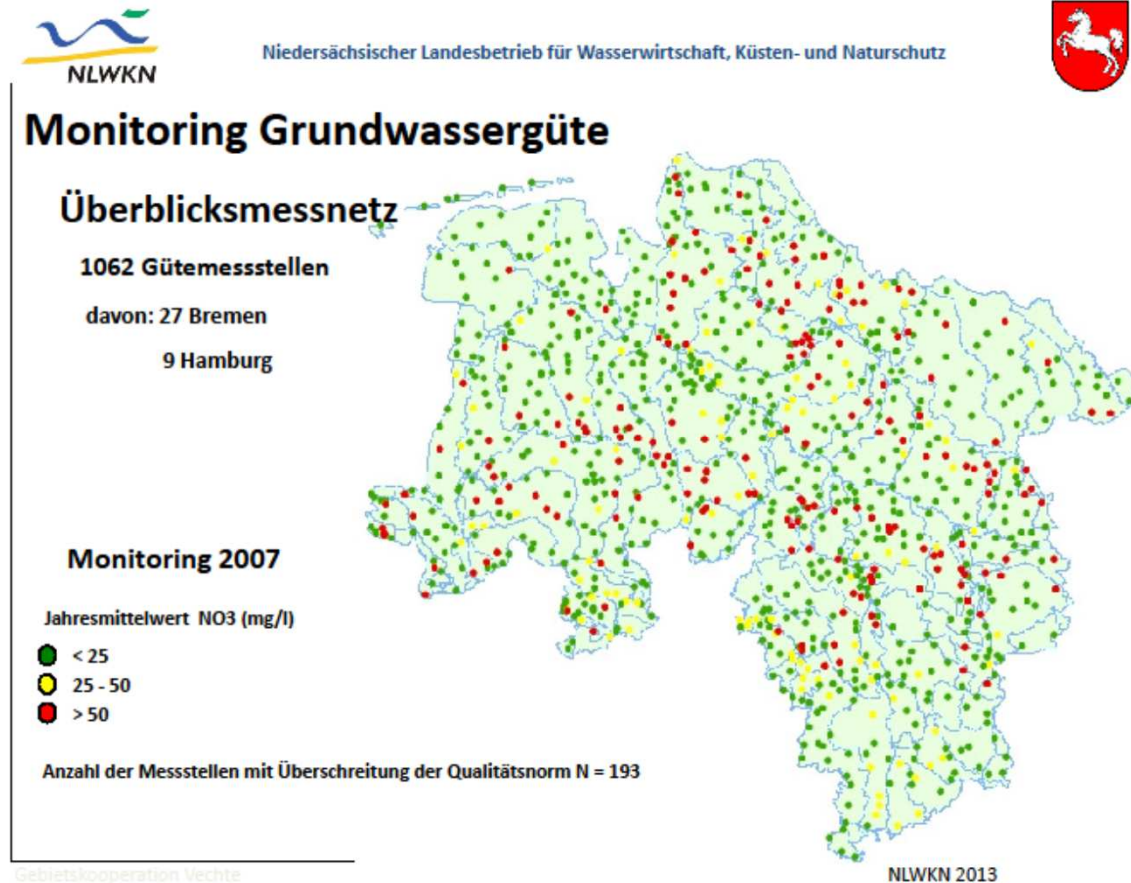 NLWKN
Niedersächsischer Landesbetrieb für Wasserwirtschaft, Küsten- und Naturschutz
Monitoring Grundwassergüte
Überblicksmessnetz
1062 Gütemessstellen
davon: 27 Bremen
9 Hamburg
Monitoring 2007
Jahresmittelwert NO3 (mg/l)
< 25
25 - 50
> 50
Anzahl der Messstellen mit Überschreitung der Qualitätsnorm N = 193
Gebietskooperation Vechte
NLWKN 2013